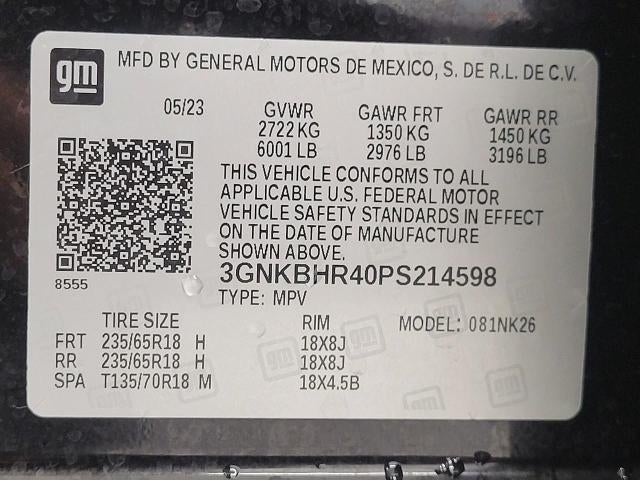 gm
MFD BY GENERAL MOTORS DE MEXICO, S. DE R.L. DE C.V.
05/23 GVWR GAWR FRT GAWR RR
2722 KG 1350 KG 1450 KG
6001 LB 2976 LB 3196 LB
THIS VEHICLE CONFORMS TO ALL
APPLICABLE U.S. FEDERAL MOTOR
VEHICLE SAFETY STANDARDS IN EFFECT
ON THE DATE OF MANUFACTURE
SHOWN ABOVE.
3GNKBHR40PS214598
8555
TYPE: MPV
TIRE SIZE RIM MODEL: 081NK26
FRT 235/65R18 H 18X8J
RR 235/65R18 H 18X8J
SPA T135/70R18 M 18X4.5B